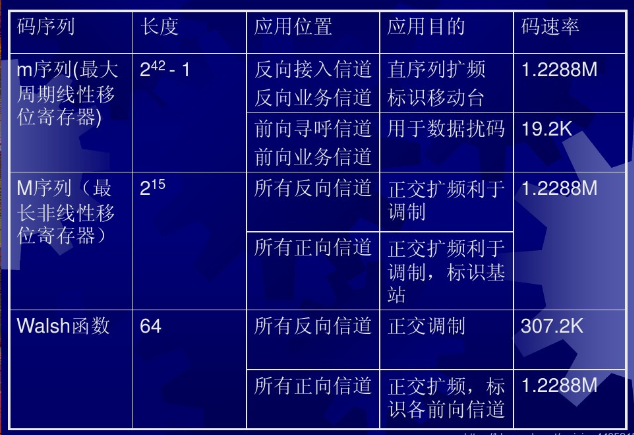 码序列
长度
应用位置
应用目的
码速率
m序列(最大
周期线性移
位寄存器)
2⁴² - 1
反向接入信道
反向业务信道
直序列扩频
标识移动台
1.2288M
前向寻呼信道
前向业务信道
用于数据扰码
19.2K
M序列（最
长非线性移
位寄存器）
2¹⁵
所有反向信道
正交扩频利于
调制
1.2288M
所有正向信道
正交扩频利于
调制，标识基
站
Walsh函数
64
所有反向信道
正交调制
307.2K
所有正向信道
正交扩频，标
识各前向信道
1.2288M